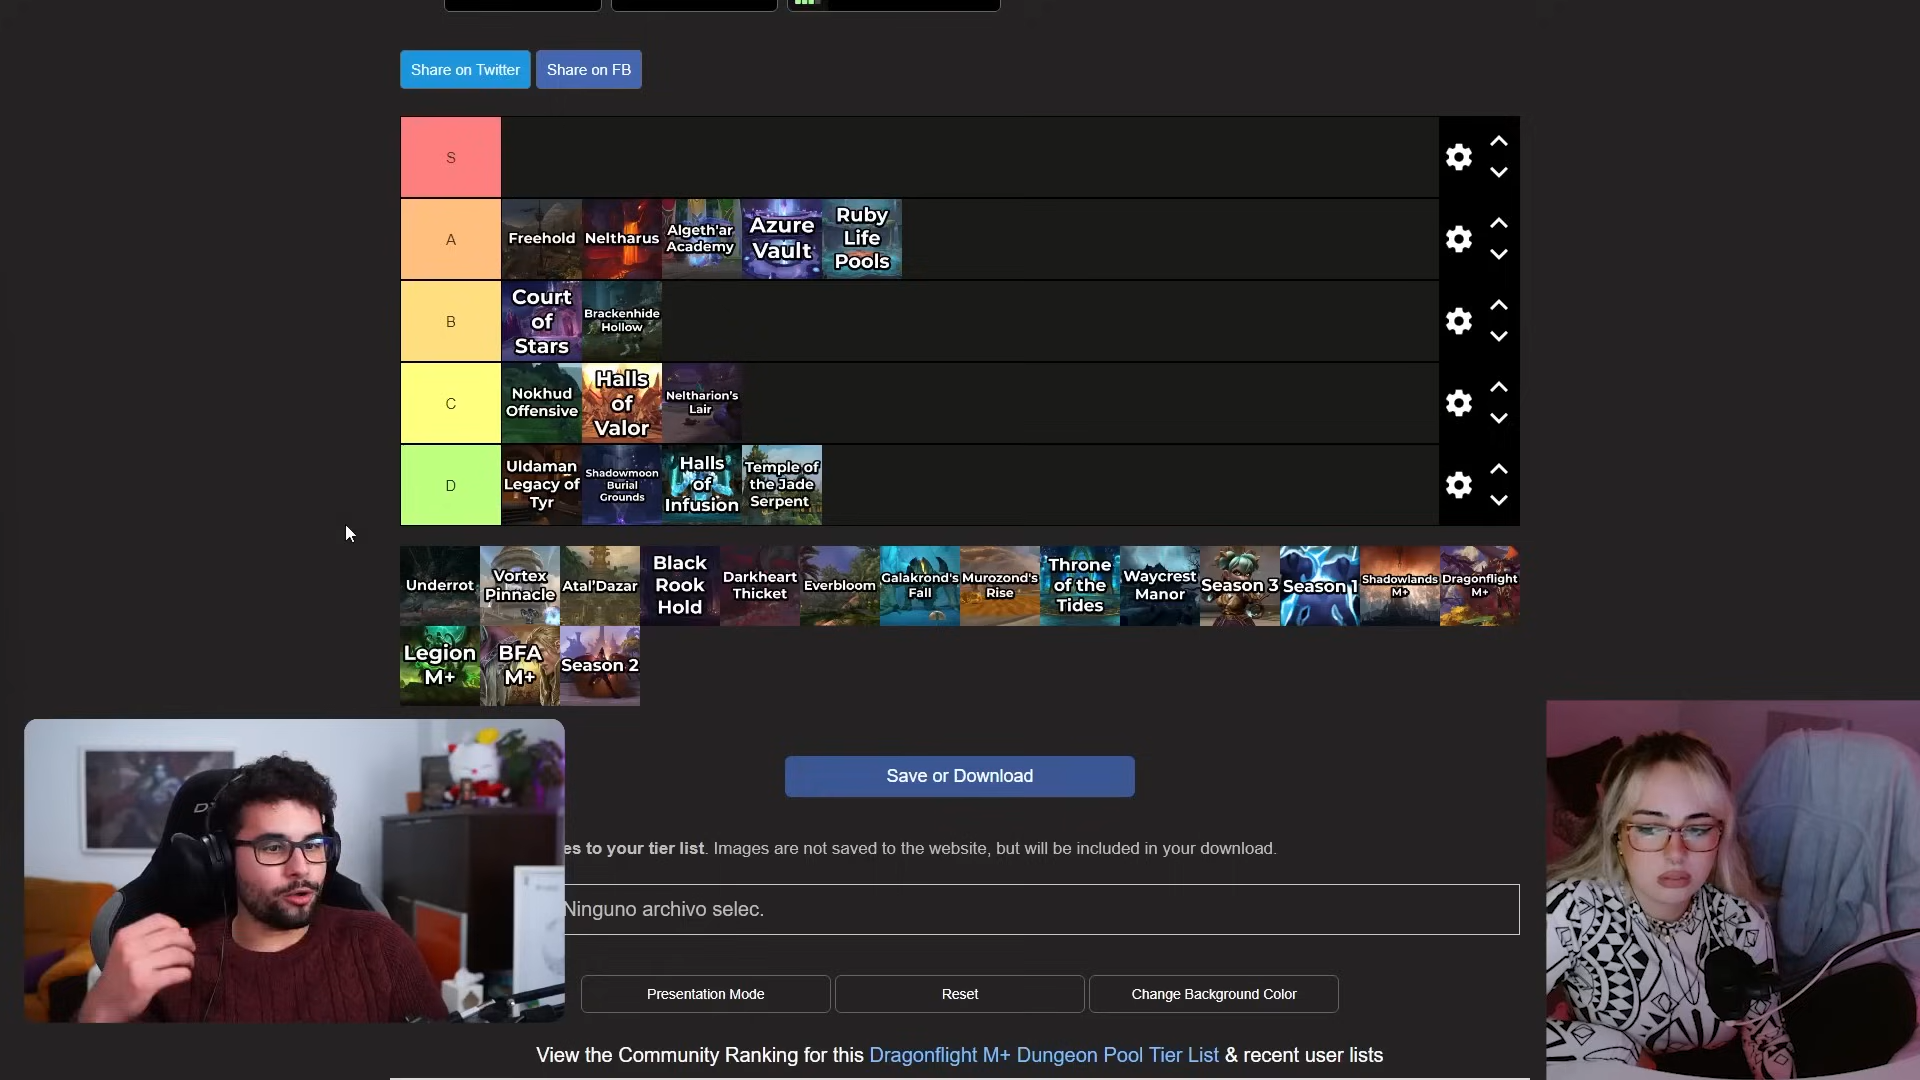 Share on Twitter
Share on FB
S
A
Freehold
Neltharus
Algeth'ar
Academy
Azure
Vault
Ruby
Life
Pools
B
Court
of
Stars
Brackenhide
Hollow
C
Nokhud
Offensive
Halls
of
Valor
Neltharion's
Lair
D
Uldaman
Legacy of
Tyr
Shadowmoon
Burial
Grounds
Halls
of
Infusion
Temple of
the Jade
Serpent
Underrot
Vortex
Pinnacle
Atal'Dazar
Black
Rook
Hold
Darkheart
Thicket
Everbloom
Galakrond's
Fall
Murozond's
Rise
Throne
of the
Tides
Waycrest
Manor
Season 3
Season 1
Shadowlands
M+
Dragonflight
M+
Legion
M+
BFA
M+
Season 2
Save or Download
es to your tier list. Images are not saved to the website, but will be included in your download.
Ninguno archivo selec.
Presentation Mode
Reset
Change Background Color
View the Community Ranking for this Dragonflight M+ Dungeon Pool Tier List & recent user lists